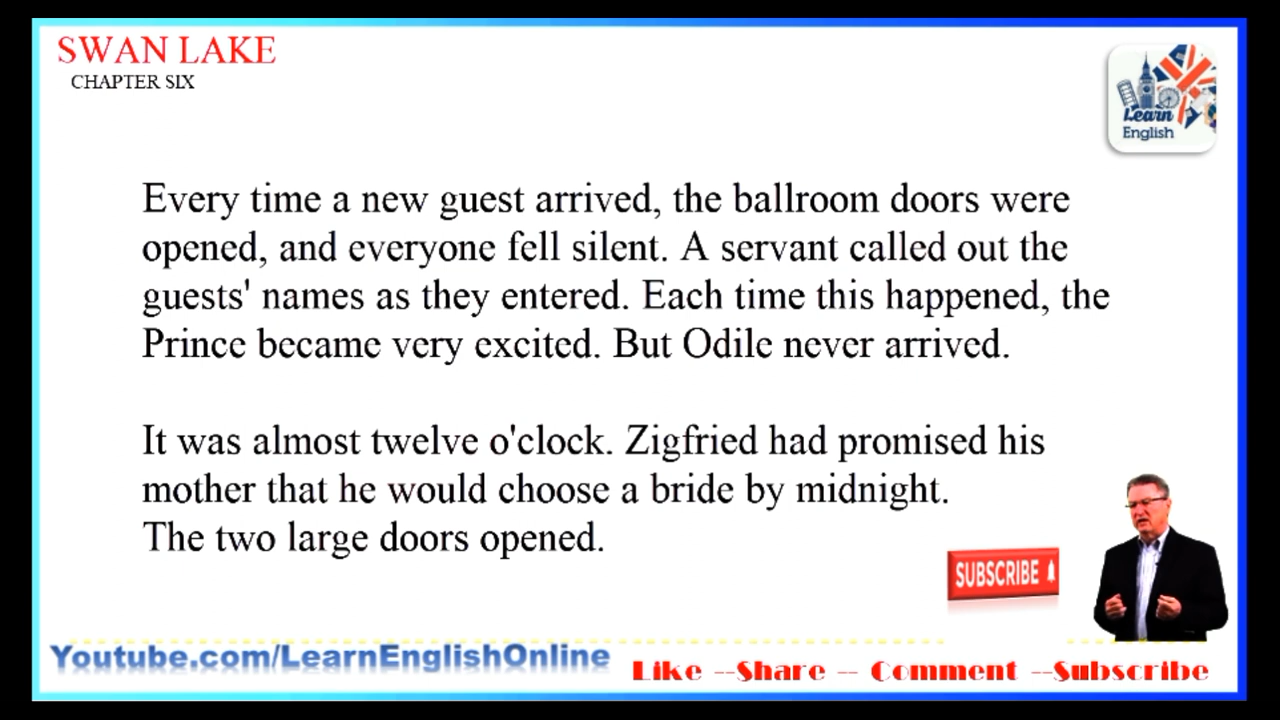 SWAN LAKE
CHAPTER SIX
Learn
English
Every time a new guest arrived, the ballroom doors were
opened, and everyone fell silent. A servant called out the
guests' names as they entered. Each time this happened, the
Prince became very excited. But Odile never arrived.
It was almost twelve o'clock. Zigfried had promised his
mother that he would choose a bride by midnight.
The two large doors opened.
SUBSCRIBE
Youtube.com/LearnEnglishOnline
Like --Share -- Comment --Subscribe